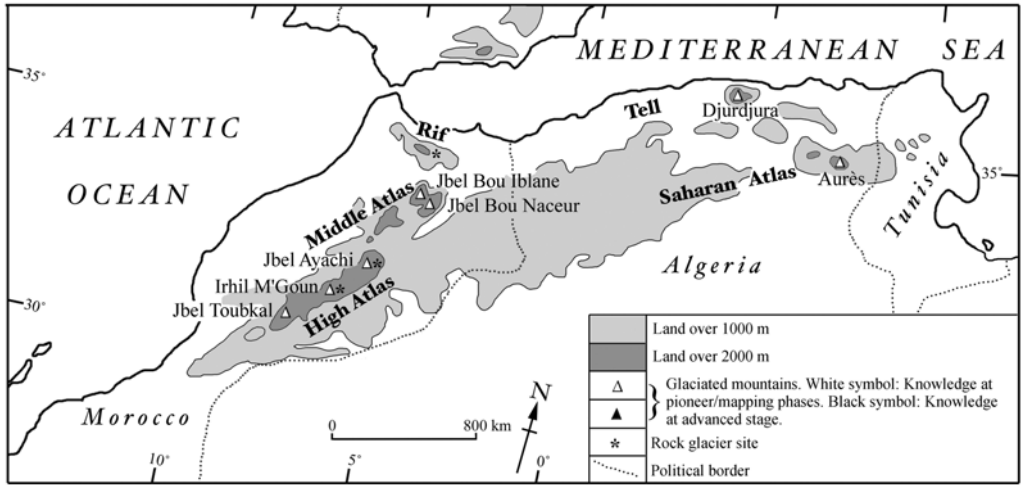 MEDITERRANEAN SEA
35°
ATLANTIC
OCEAN
Tell
Djurdjura
Rif
*
Jbel Bou Iblane
Jbel Bou Naceur
Middle Atlas
Saharan Atlas
Aurès
35°
Tunisia
Jbel Ayachi
*
Irhil M'Goun
*
Jbel Toubkal
High Atlas
Algeria
30°
Morocco
N
0 800 km
10°
5°
0°
Land over 1000 m
Land over 2000 m
Glaciated mountains. White symbol: Knowledge at
pioneer/mapping phases. Black symbol: Knowledge
at advanced stage.
* Rock glacier site
Political border